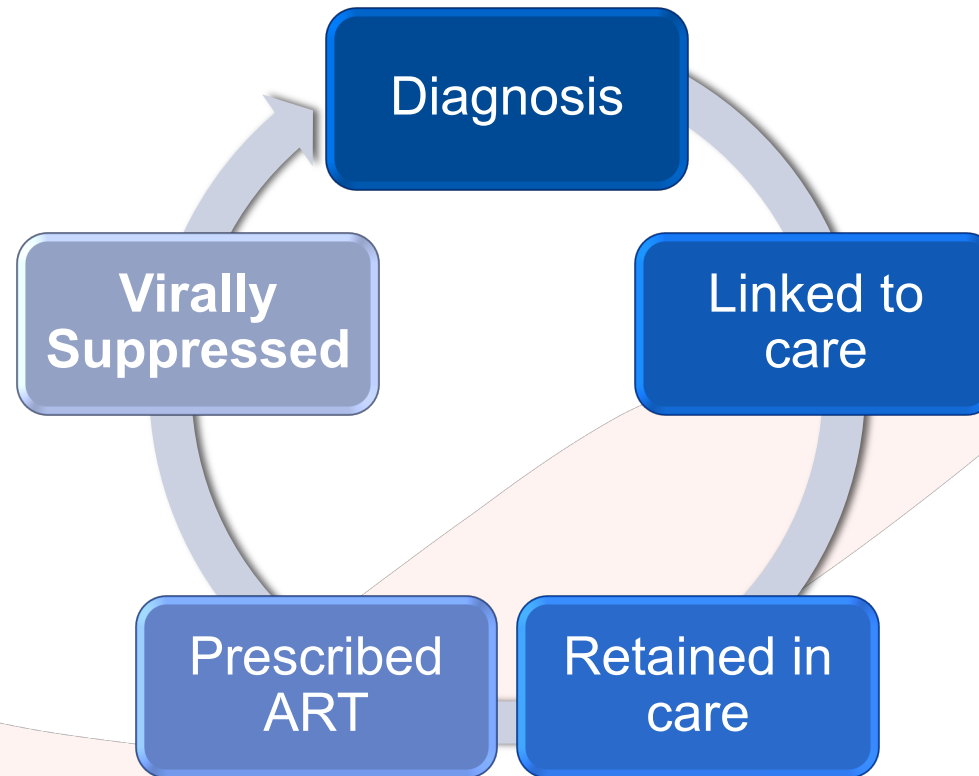 Diagnosis
Linked to
care
Retained in
care
Prescribed
ART
Virally
Suppressed